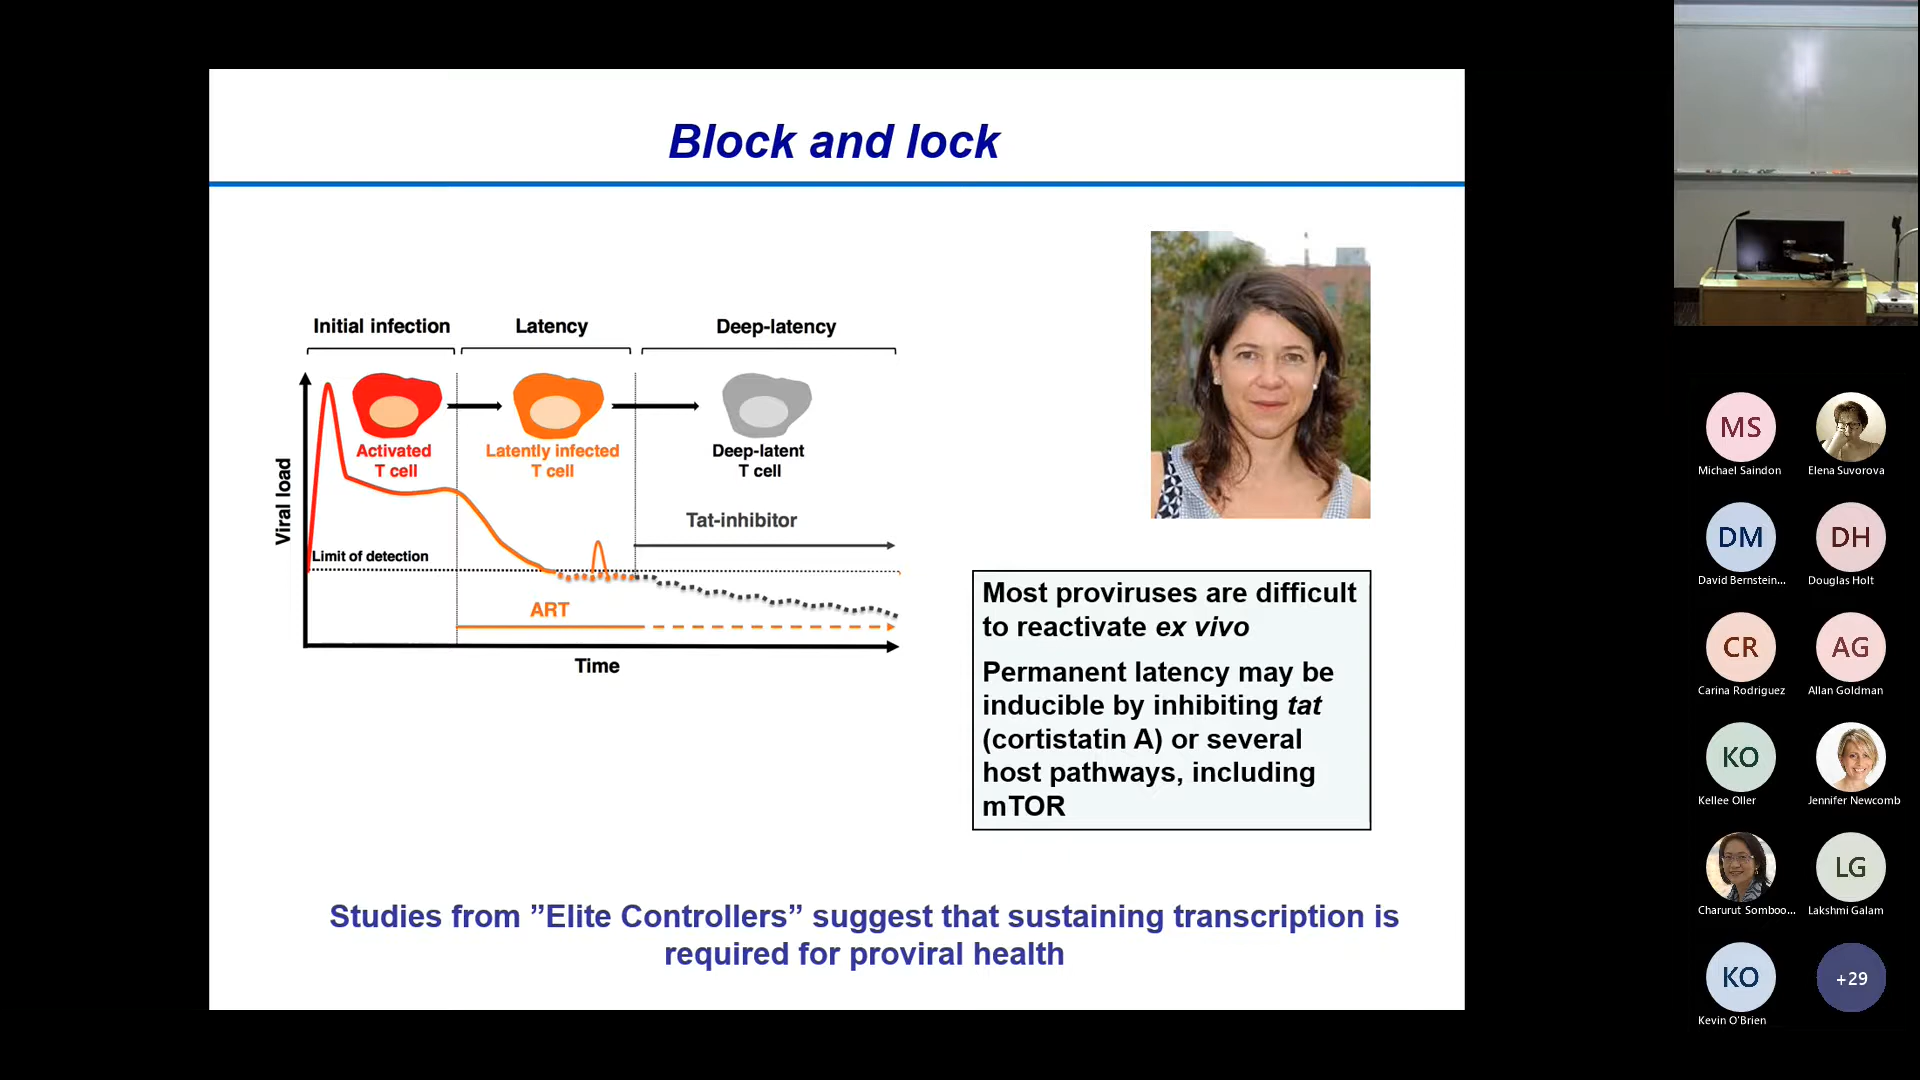 Block and lock
Initial infection
Latency
Deep-latency
Activated
T cell
Latently infected
T cell
Deep-latent
T cell
Viral load
Tat-inhibitor
Limit of detection
ART
Time
Most proviruses are difficult
to reactivate ex vivo
Permanent latency may be
inducible by inhibiting tat
(cortistatin A) or several
host pathways, including
mTOR
Studies from ”Elite Controllers” suggest that sustaining transcription is
required for proviral health
MS
Michael Saindon
Elena Suvorova
DM
David Bernstein...
DH
Douglas Holt
CR
Carina Rodriguez
AG
Allan Goldman
KO
Kellee Oller
Jennifer Newcomb
Charurut Somboo...
LG
Lakshmi Galam
KO
Kevin O'Brien
+29